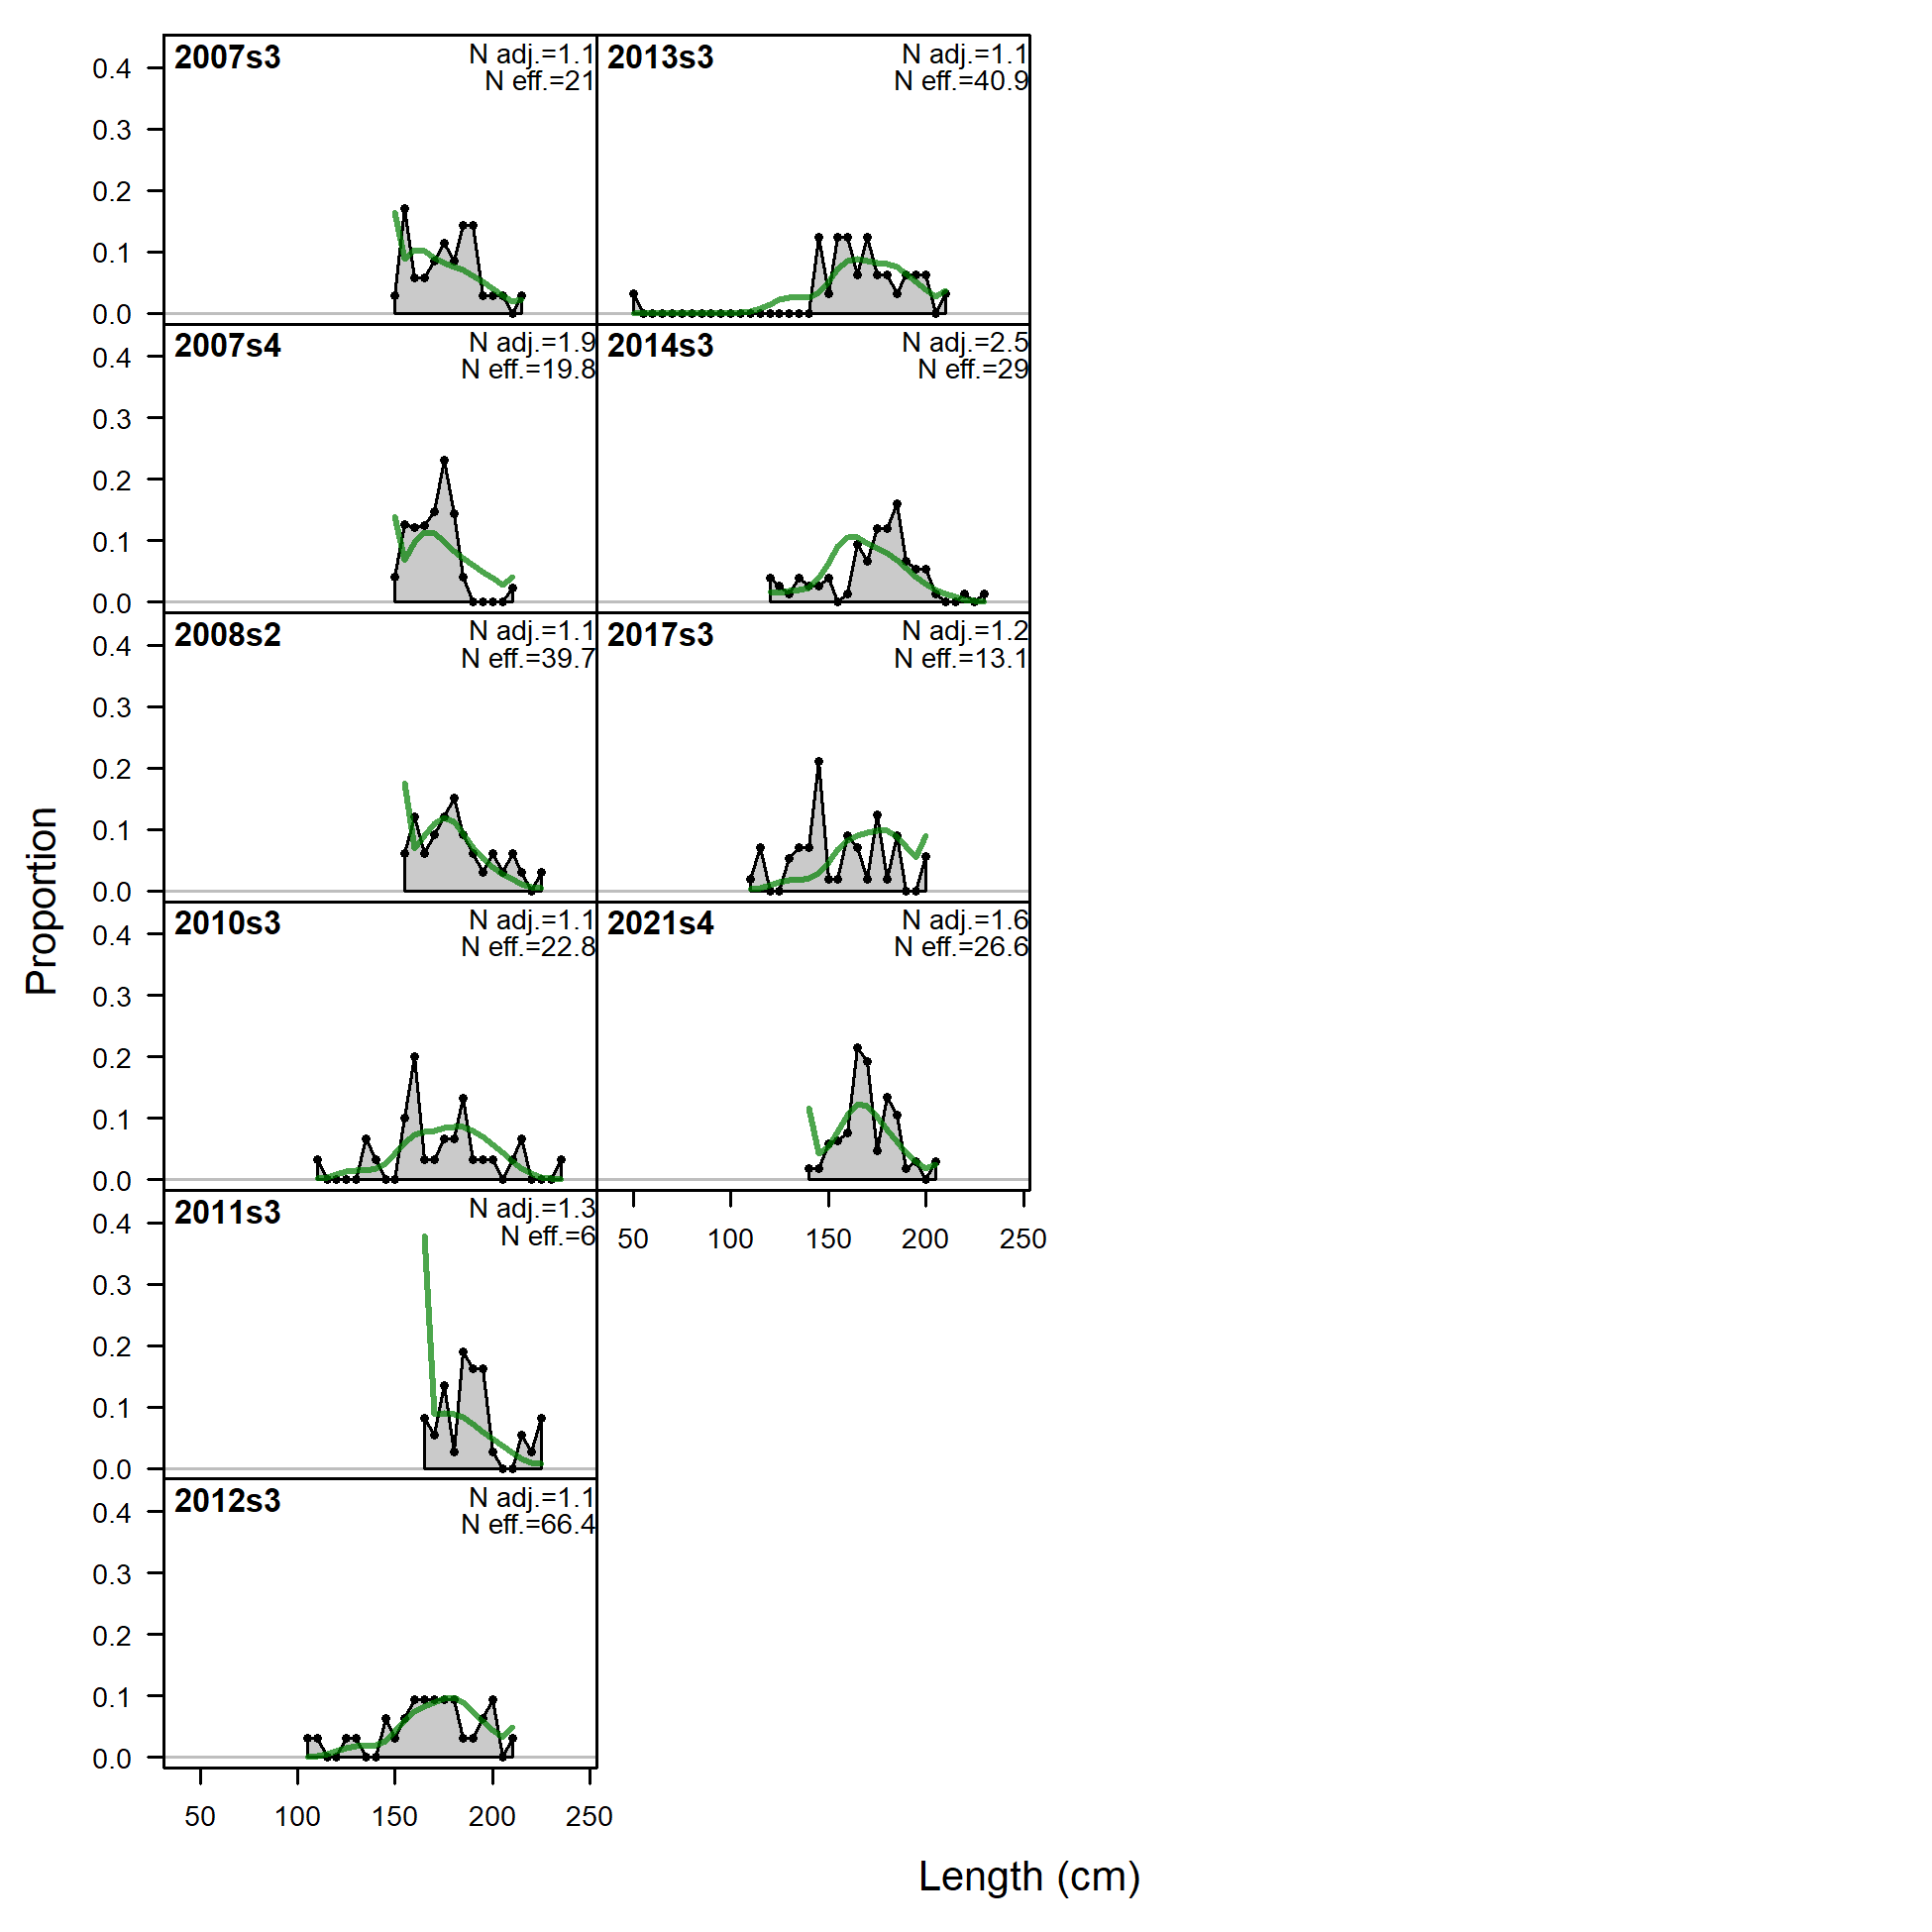 Proportion
2007s3
N adj.=1.1
N eff.=21
0.4
0.3
0.2
0.1
0.0
2007s4
N adj.=1.9
N eff.=19.8
0.4
0.3
0.2
0.1
0.0
2008s2
N adj.=1.1
N eff.=39.7
0.4
0.3
0.2
0.1
0.0
2010s3
N adj.=1.1
N eff.=22.8
0.4
0.3
0.2
0.1
0.0
2011s3
N adj.=1.3
N eff.=6
0.4
0.3
0.2
0.1
0.0
2012s3
N adj.=1.1
N eff.=66.4
0.4
0.3
0.2
0.1
0.0
50 100 150 200 250
2013s3
N adj.=1.1
N eff.=40.9
2014s3
N adj.=2.5
N eff.=29
2017s3
N adj.=1.2
N eff.=13.1
2021s4
N adj.=1.6
N eff.=26.6
50 100 150 200 250
Length (cm)